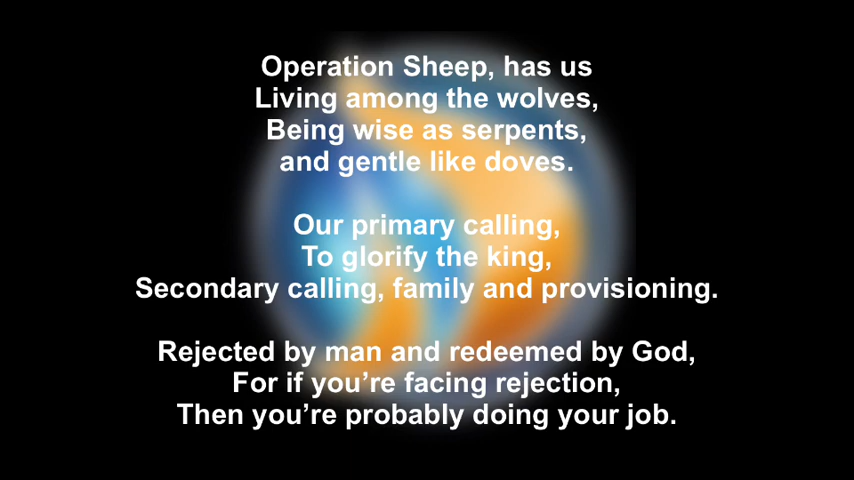 Operation Sheep, has us
Living among the wolves,
Being wise as serpents,
and gentle like doves.
Our primary calling,
To glorify the king,
Secondary calling, family and provisioning.
Rejected by man and redeemed by God,
For if you’re facing rejection,
Then you’re probably doing your job.